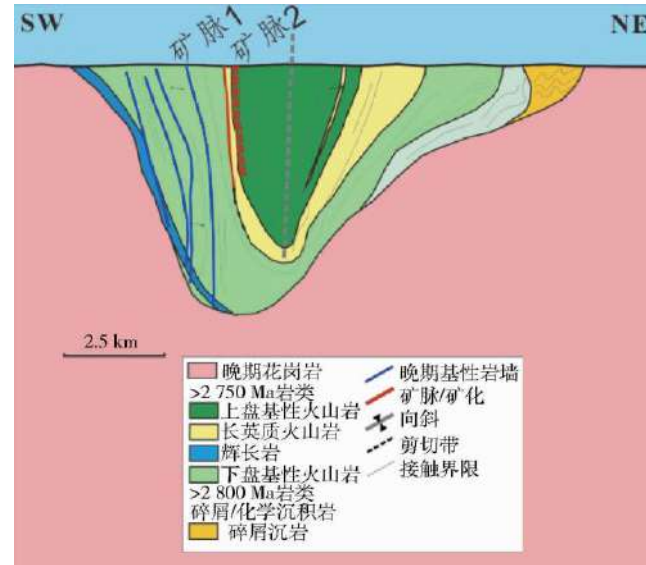 SW
矿脉1
矿脉2
NE
2.5 km
晚期花岗岩
>2 750 Ma岩类
上盘基性火山岩
长英质火山岩
辉长岩
下盘基性火山岩
>2 800 Ma岩类
碎屑/化学沉积岩
碎屑沉岩
晚期基性岩墙
矿脉/矿化
向斜
剪切带
接触界限